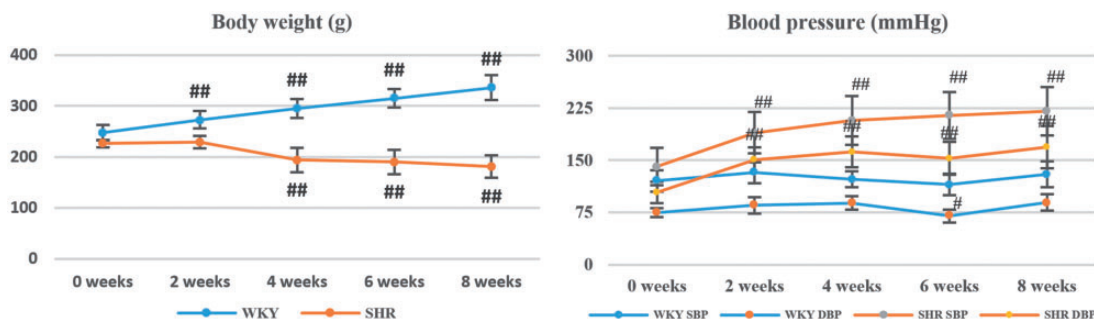 Body weight (g)
400
300
200
100
0
## ## ## ##
## ## ##
0 weeks 2 weeks 4 weeks 6 weeks 8 weeks
WKY SHR
Blood pressure (mmHg)
300
225
150
75
0
## ## ## ##
## ## ## ##
#
0 weeks 2 weeks 4 weeks 6 weeks 8 weeks
WKY SBP WKY DBP SHR SBP SHR DBP